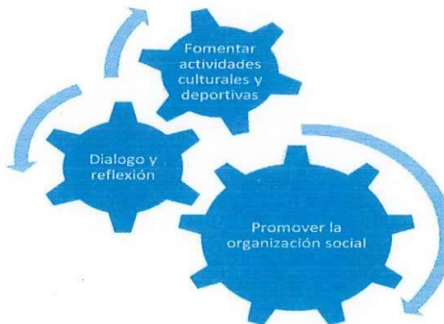 Fomentar
actividades
culturales y
deportivas
Dialogo y
reflexión
Promover la
organización social